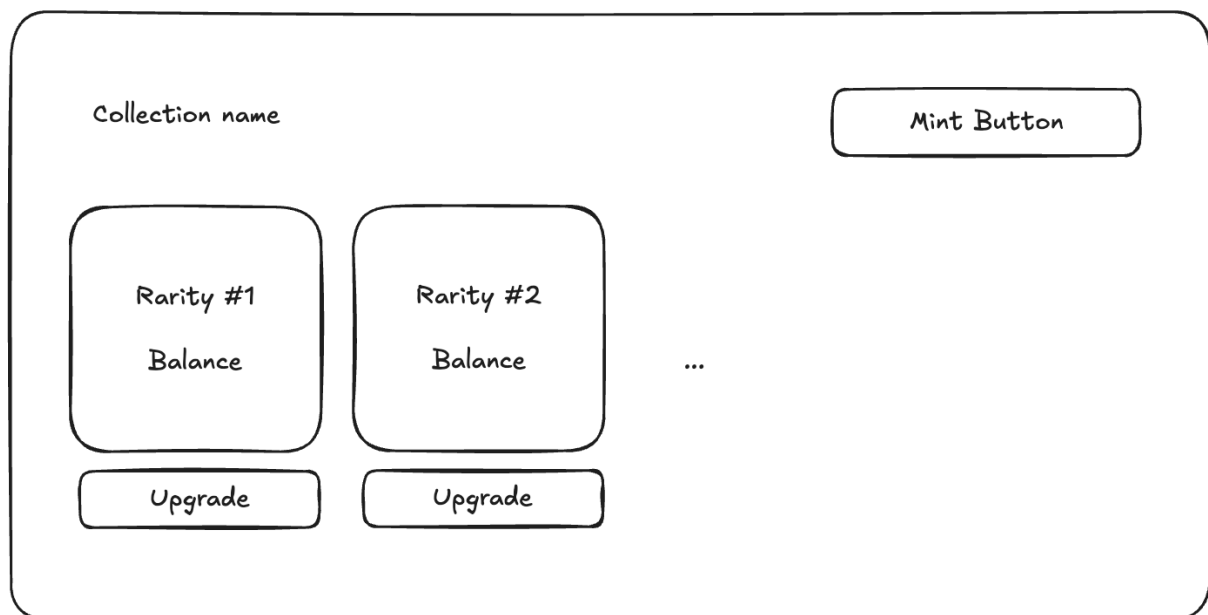 Collection name
Mint Button
Rarity #1
Balance
Rarity #2
Balance
...
Upgrade
Upgrade